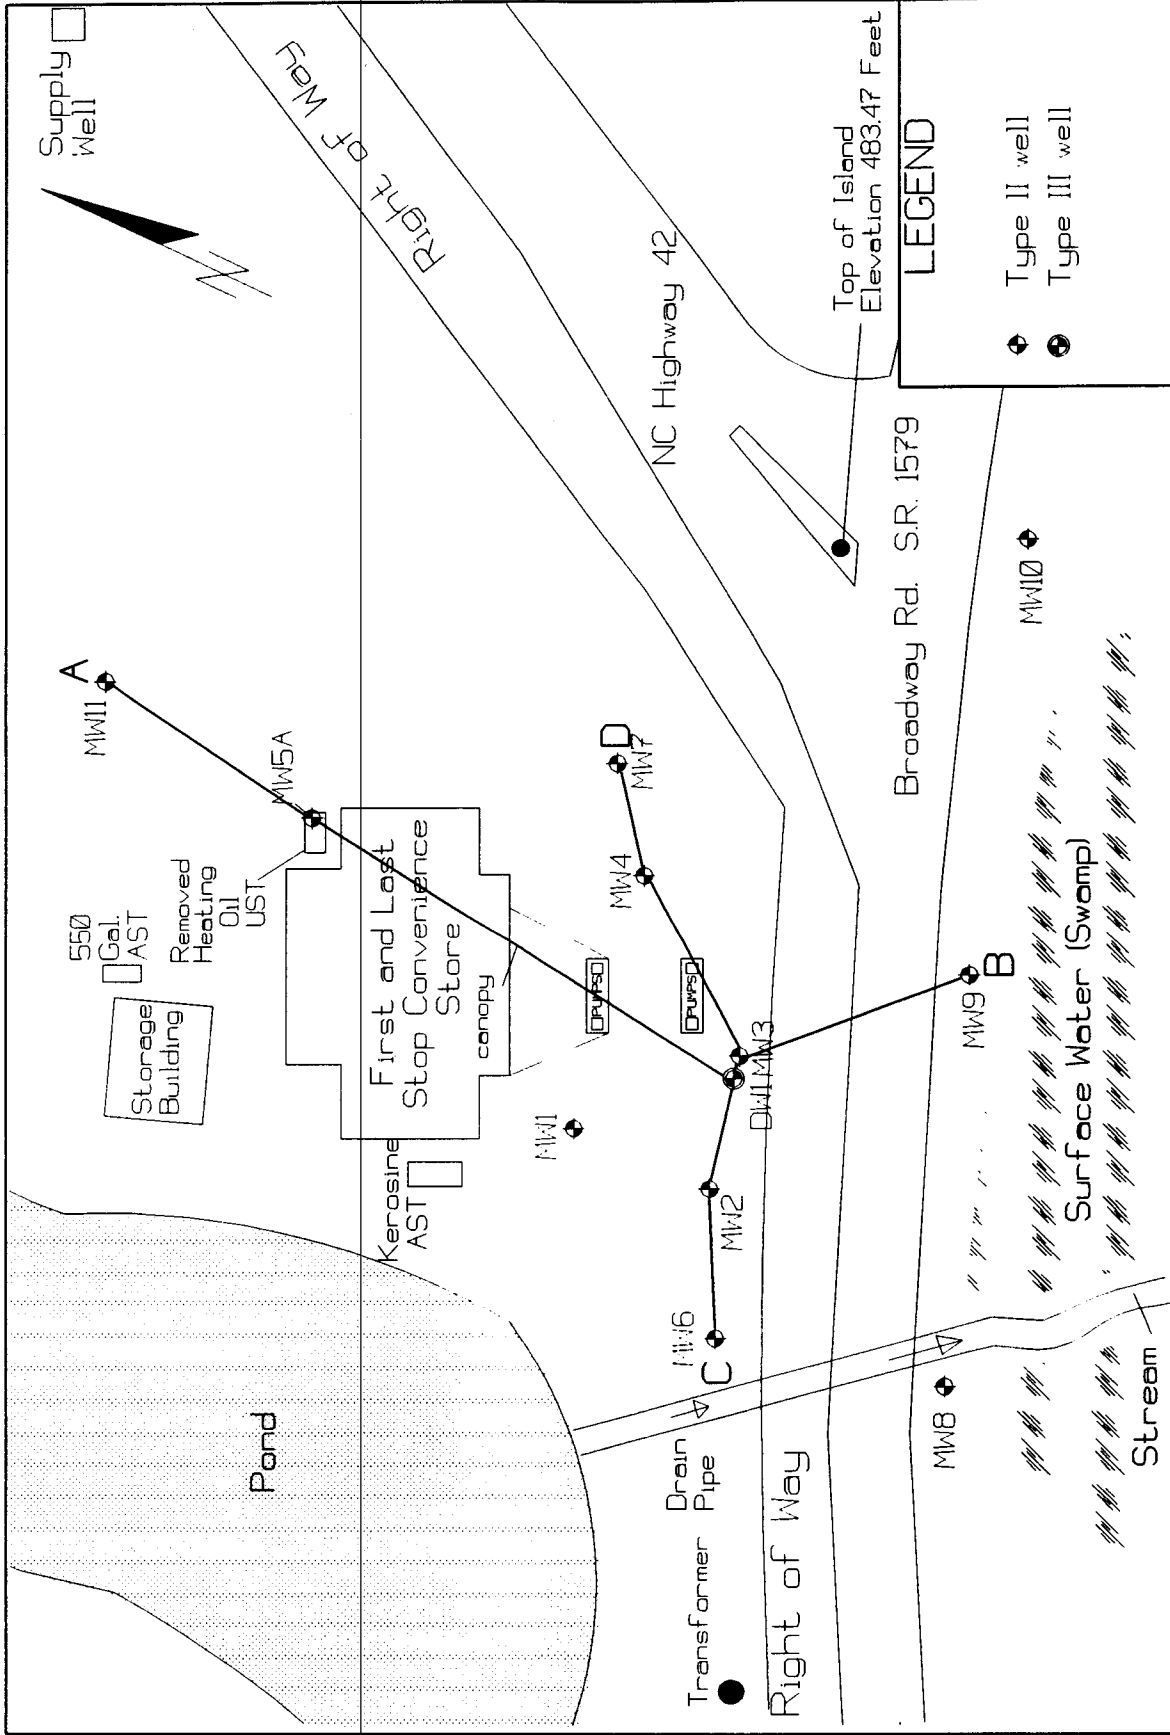 Supply
Well
Right of Way
NC Highway 42
Top of Island
Elevation 483.47 Feet
LEGEND
Type II well
Type III well
A
MW11
MW5A
Removed
Heating
Oil
UST
550
Gal.
AST
Storage
Building
First and Last
Stop Convenience
Store
canopy
PUMPS
PUMPS
D
MW7
MW4
Broadway Rd. S.R. 1579
MW10
MW1
DW1
MW3
MW9
B
Kerosine
AST
MW2
MW6
C
Pond
Drain
Pipe
Transformer
Right of Way
MW8
Surface Water (Swamp)
Stream